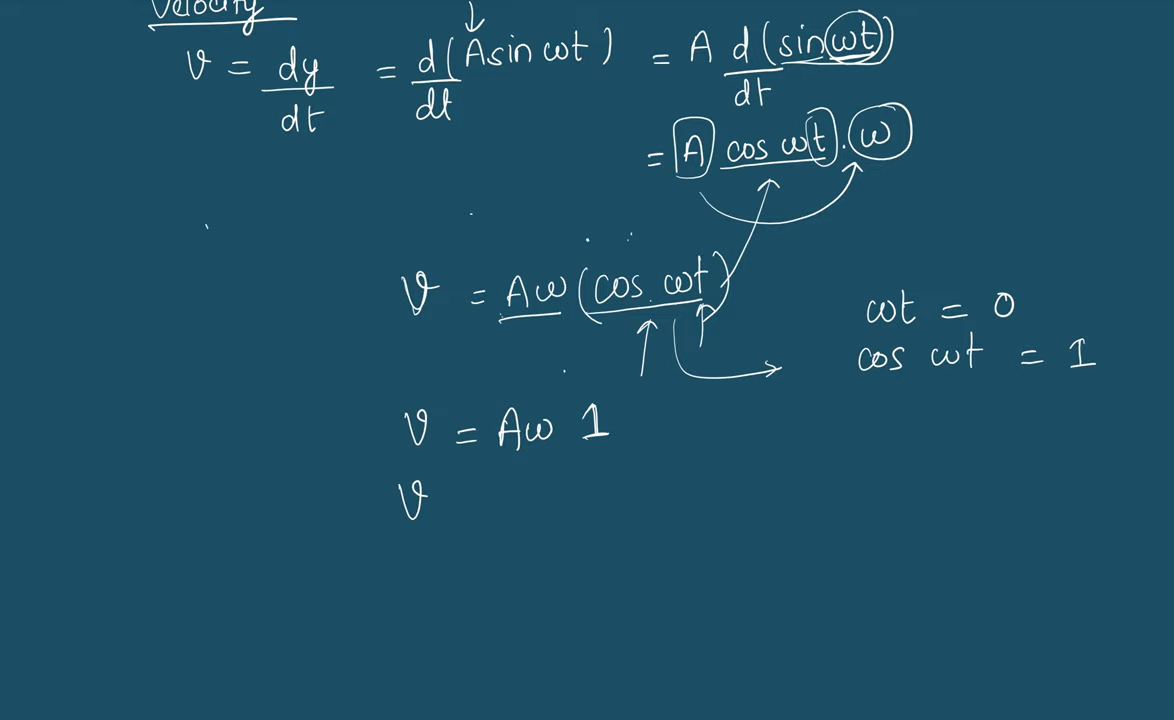 Velocity
v = dy/dt = d/dt (A sin ωt) = A d/dt (sin ωt)
= A cos ωt . ω
v = Aω (cos ωt)
ωt = 0
cos ωt = 1
v = Aω 1
v